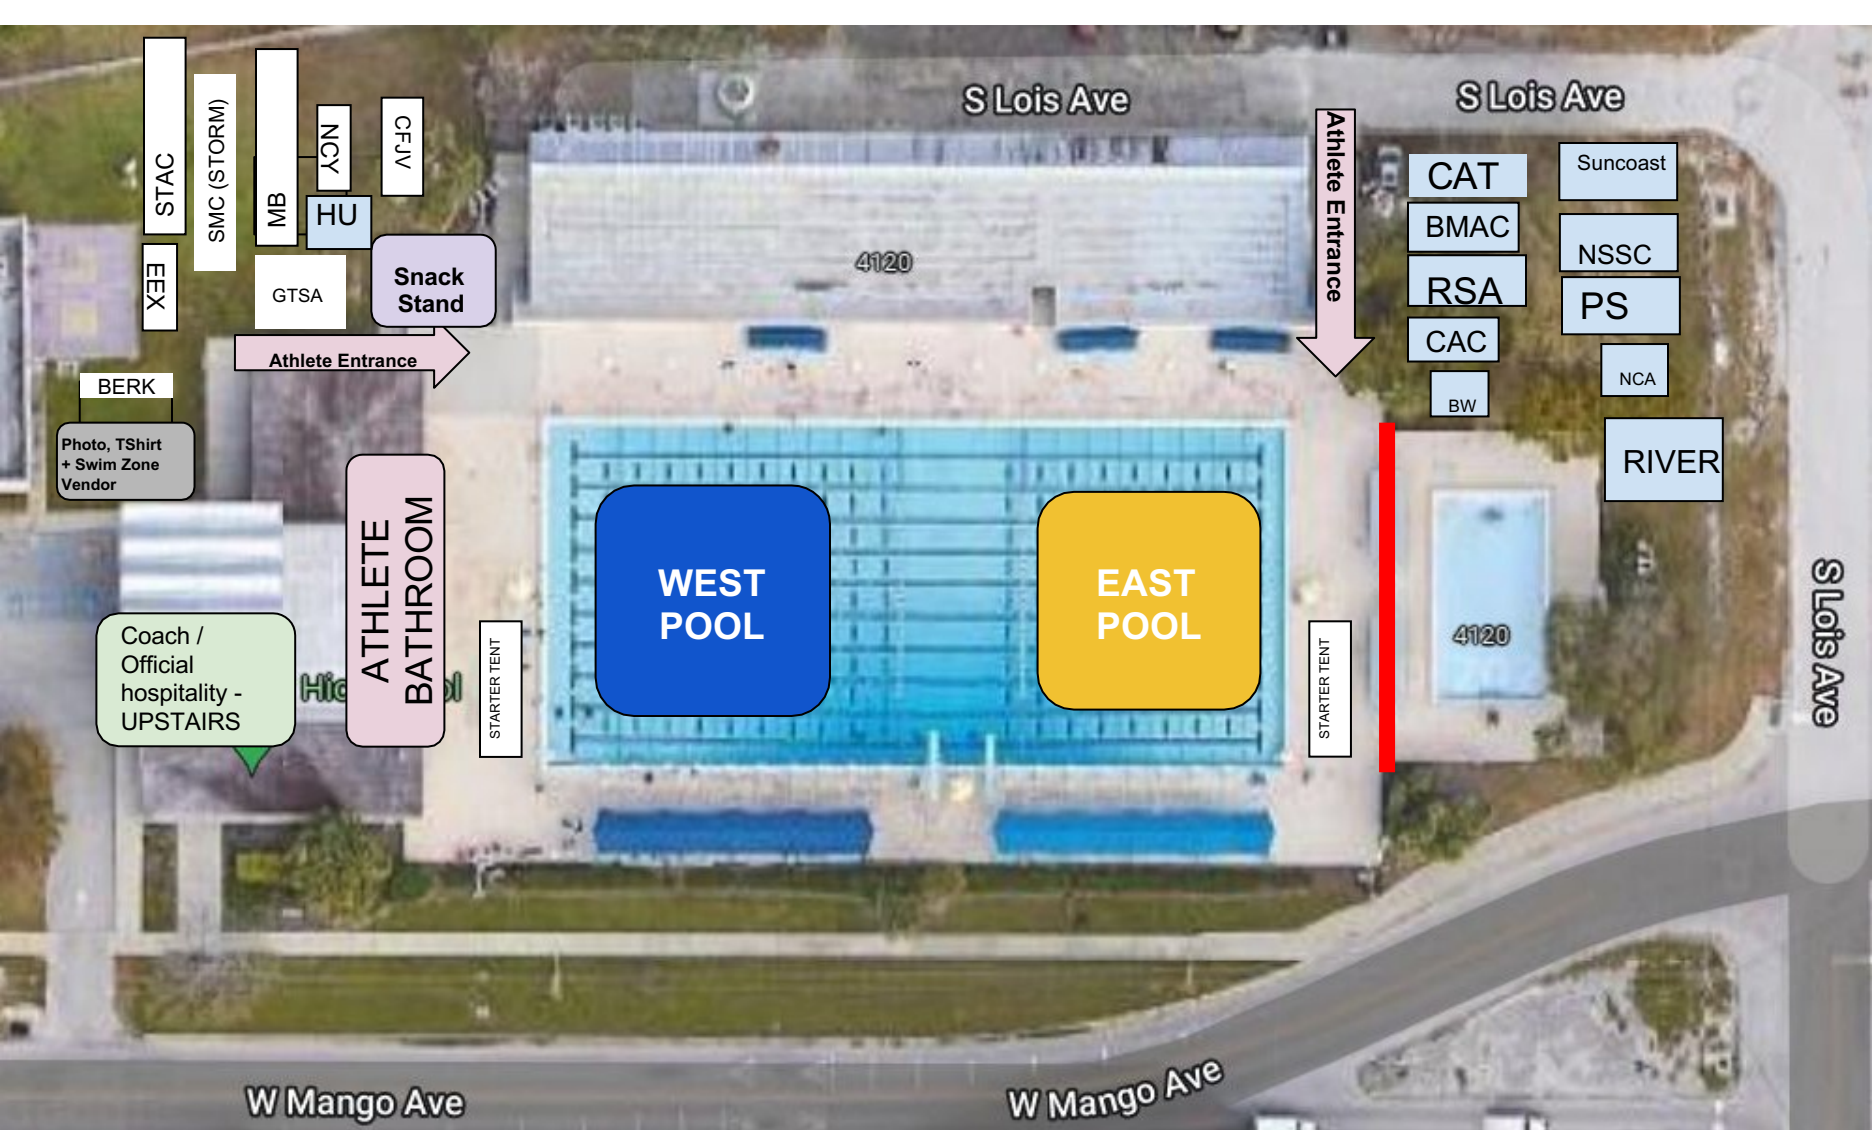 S Lois Ave
S Lois Ave
STAC
SMC (STORM)
MB
NCY
CFJV
HU
EEX
GTSA
Snack
Stand
Athlete Entrance
BERK
Photo, TShirt
+ Swim Zone
Vendor
4120
Athlete Entrance
CAT
Suncoast
BMAC
NSSC
RSA
PS
CAC
NCA
BW
RIVER
ATHLETE
BATHROOM
WEST
POOL
EAST
POOL
Coach /
Official
hospitality -
UPSTAIRS
STARTER TENT
STARTER TENT
4120
S Lois Ave
W Mango Ave
W Mango Ave